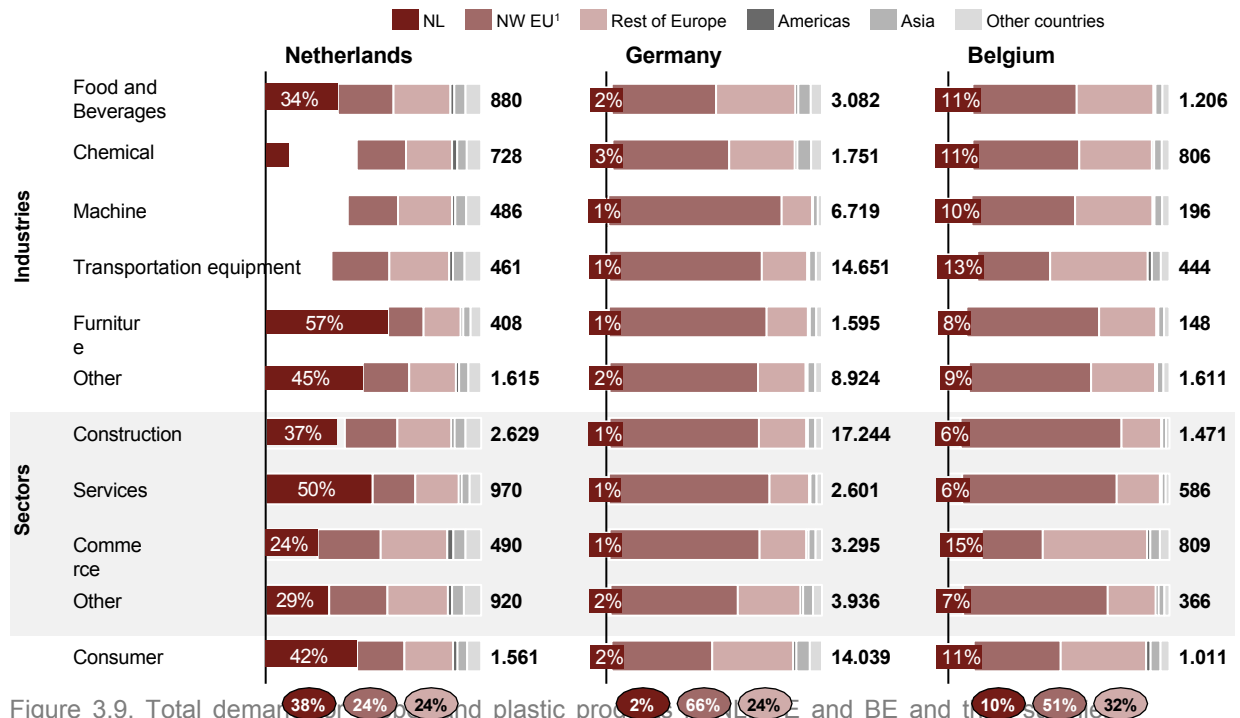 NL NW EU¹ Rest of Europe Americas Asia Other countries
Netherlands Germany Belgium
Industries
Food and
Beverages
34% 880 2% 3.082 11% 1.206
Chemical 728 3% 1.751 11% 806
Machine 486 1% 6.719 10% 196
Transportation equipment 461 1% 14.651 13% 444
Furnitur
e
57% 408 1% 1.595 8% 148
Other 45% 1.615 2% 8.924 9% 1.611
Sectors
Construction 37% 2.629 1% 17.244 6% 1.471
Services 50% 970 1% 2.601 6% 586
Comme
rce
24% 490 1% 3.295 15% 809
Other 29% 920 2% 3.936 7% 366
Consumer 42% 1.561 2% 14.039 11% 1.011
38% 24% 24% 2% 66% 24% 10% 51% 32%
Figure 3.9. Total and plastic and BE and